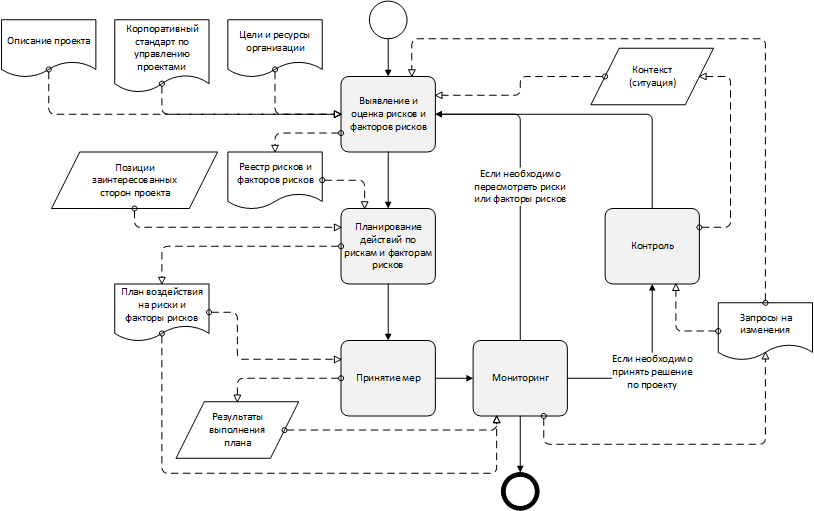 Описание проекта
Корпоративный
стандарт по
управлению
проектами
Цели и ресурсы
организации
Контекст
(ситуация)
Выявление и
оценка рисков и
факторов рисков
Позиции
заинтересованных
сторон проекта
Реестр рисков и
факторов рисков
Если необходимо
пересмотреть риски
или факторы рисков
Планирование
действий по
рискам и факторам
рисков
Контроль
План воздействия
на риски и
факторы рисков
Запросы на
изменения
Принятие мер
Мониторинг
Если необходимо
принять решение
по проекту
Результаты
выполнения
плана